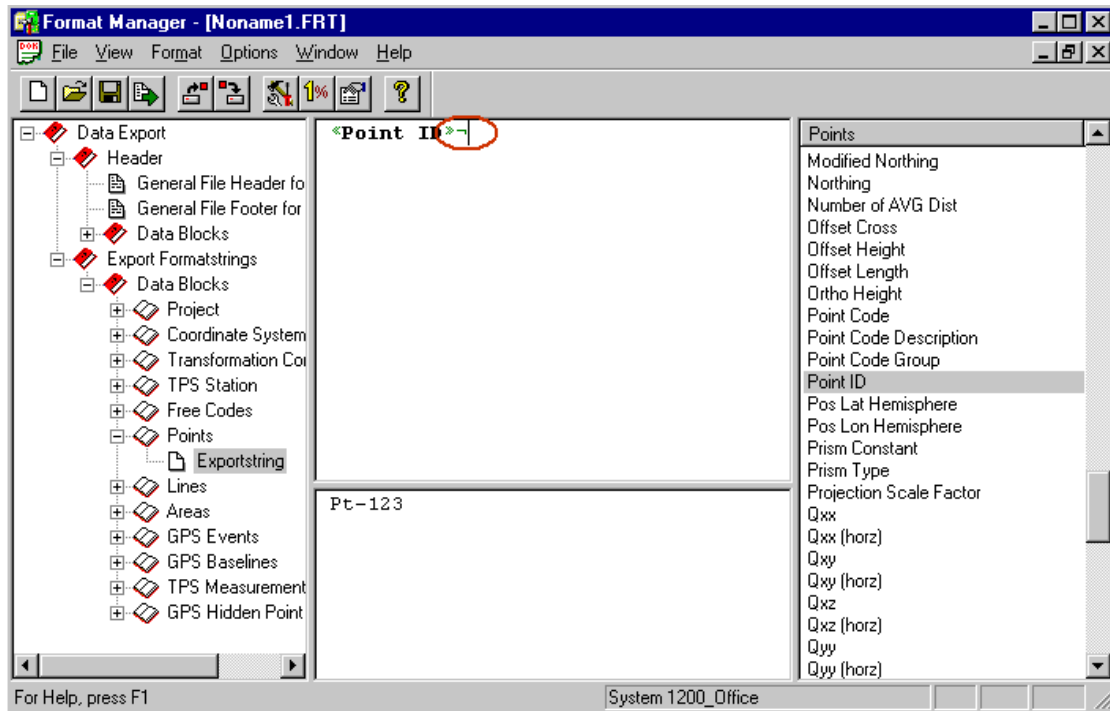 Format Manager - [Noname1.FRT]
File View Format Options Window Help
1%
?
Data Export
Header
General File Header fo
General File Footer for
Data Blocks
Export Formatstrings
Data Blocks
Project
Coordinate System
Transformation Cor
TPS Station
Free Codes
Points
Exportstring
Lines
Areas
GPS Events
GPS Baselines
TPS Measurement
GPS Hidden Point
«Point ID»¬
Pt-123
Points
Modified Northing
Northing
Number of AVG Dist
Offset Cross
Offset Height
Offset Length
Ortho Height
Point Code
Point Code Description
Point Code Group
Point ID
Pos Lat Hemisphere
Pos Lon Hemisphere
Prism Constant
Prism Type
Projection Scale Factor
Qxx
Qxx (horz)
Qxy
Qxy (horz)
Qxz
Qxz (horz)
Qyy
Qyy (horz)
For Help, press F1
System 1200_Office